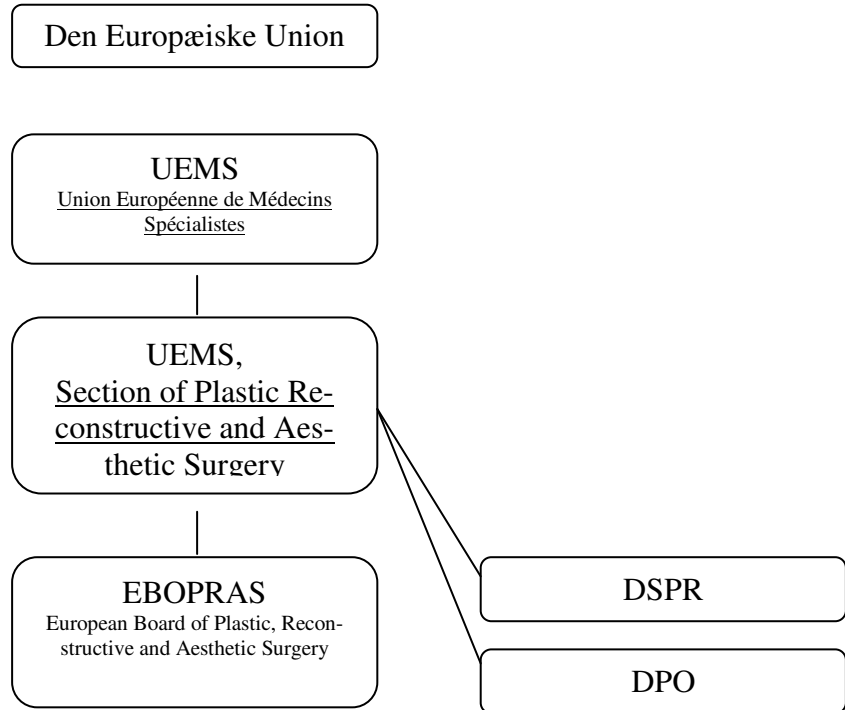 Den Europæiske Union
UEMS
Union Européenne de Médecins
Spécialistes
UEMS,
Section of Plastic Re-
constructive and Aes-
thetic Surgery
EBOPRAS
European Board of Plastic, Recon-
structive and Aesthetic Surgery
DSPR
DPO